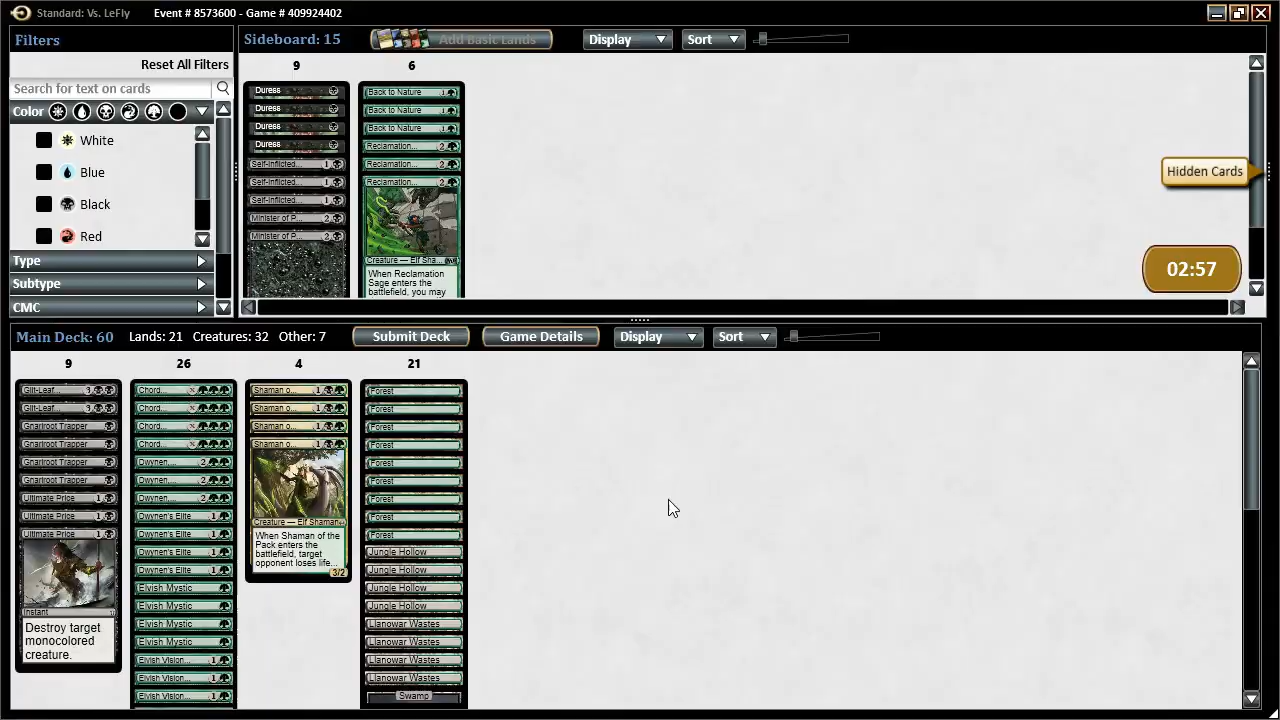 Standard: Vs. LeFly Event # 8573600 - Game # 409924402
Filters
Reset All Filters
Search for text on cards
Color
White
Blue
Black
Red
Type
Subtype
CMC
Sideboard: 15 Add Basic Lands Display Sort
9 6
Duress
Duress
Duress
Duress
Self-Inflicted...
Self-Inflicted...
Self-Inflicted...
Minister of P...
Minister of P...
Back to Nature
Back to Nature
Back to Nature
Reclamation...
Reclamation...
Reclamation...
Creature — Elf Sha...
When Reclamation
Sage enters the
battlefield, you may
Hidden Cards
02:57
Main Deck: 60 Lands: 21 Creatures: 32 Other: 7 Submit Deck Game Details Display Sort
9 26 4 21
Gilt-Leaf...
Gilt-Leaf...
Gnarlroot Trapper
Gnarlroot Trapper
Gnarlroot Trapper
Gnarlroot Trapper
Ultimate Price
Ultimate Price
Ultimate Price
Instant
Destroy target
monocolored
creature.
Chord...
Chord...
Chord...
Chord...
Dwynen,...
Dwynen,...
Dwynen,...
Dwynen's Elite
Dwynen's Elite
Dwynen's Elite
Dwynen's Elite
Elvish Mystic
Elvish Mystic
Elvish Mystic
Elvish Mystic
Elvish Vision...
Elvish Vision...
Elvish Vision...
Shaman o...
Shaman o...
Shaman o...
Shaman o...
Creature — Elf Shaman
When Shaman of the
Pack enters the
battlefield, target
opponent loses life...
3/2
Forest
Forest
Forest
Forest
Forest
Forest
Forest
Forest
Forest
Jungle Hollow
Jungle Hollow
Jungle Hollow
Jungle Hollow
Llanowar Wastes
Llanowar Wastes
Llanowar Wastes
Llanowar Wastes
Swamp